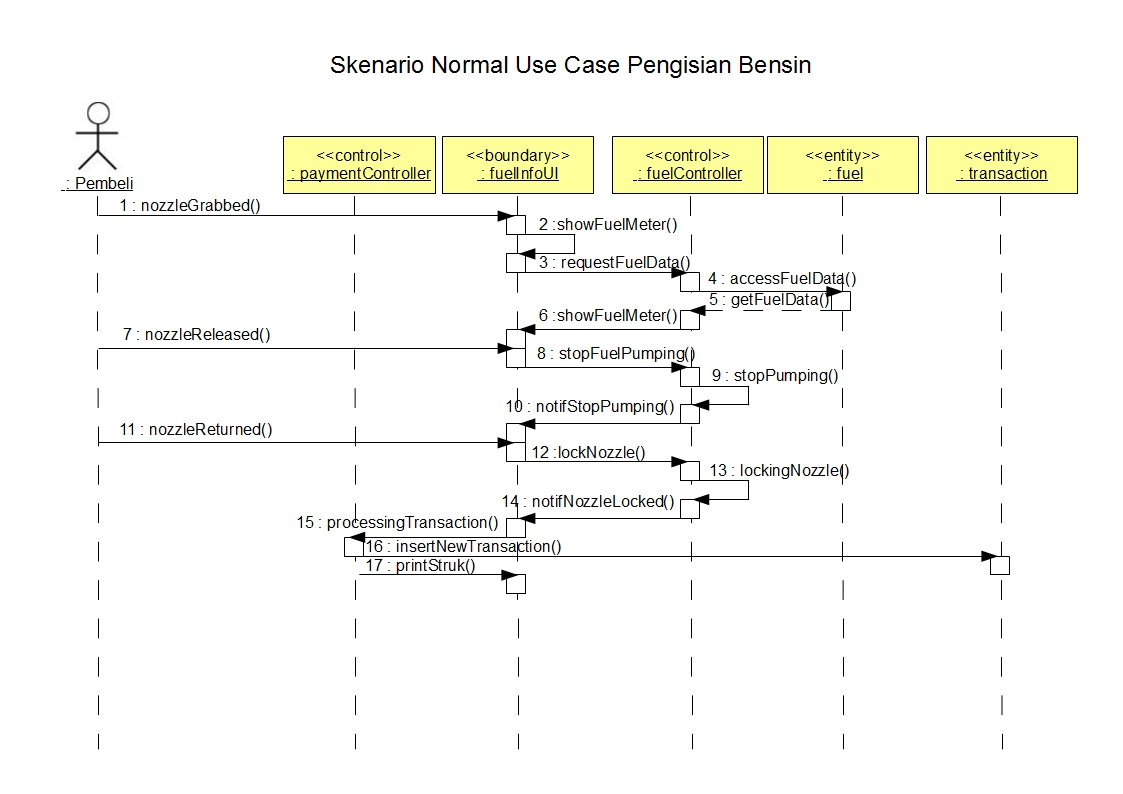 Skenario Normal Use Case Pengisian Bensin
: Pembeli
<<control>>
: paymentController
<<boundary>>
: fuelInfoUI
<<control>>
: fuelController
<<entity>>
: fuel
<<entity>>
: transaction
1 : nozzleGrabbed()
2 :showFuelMeter()
3 : requestFuelData()
4 : accessFuelData()
5 : getFuelData()
6 :showFuelMeter()
7 : nozzleReleased()
8 : stopFuelPumping()
9 : stopPumping()
10 : notifStopPumping()
11 : nozzleReturned()
12 :lockNozzle()
13 : lockingNozzle()
14 : notifNozzleLocked()
15 : processingTransaction()
16 : insertNewTransaction()
17 : printStruk()